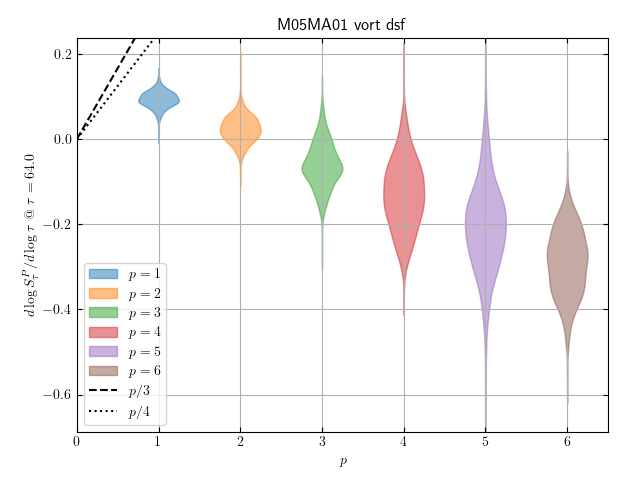 M05MA01 vort dsf
d log S_τ^P / d log τ @ τ = 64.0
0.2
0.0
−0.2
−0.4
−0.6
p = 1
p = 2
p = 3
p = 4
p = 5
p = 6
p/3
p/4
0 1 2 3 4 5 6
p